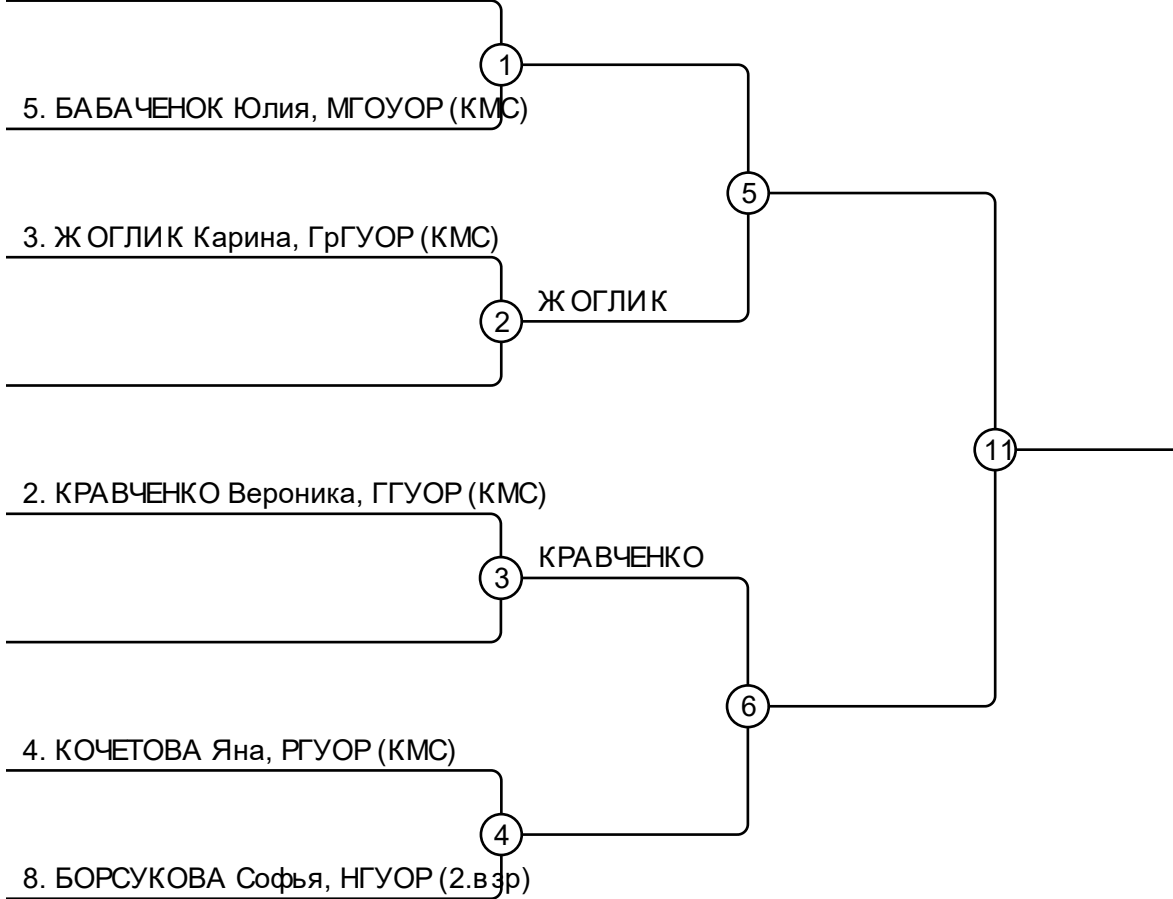 1
5. БАБАЧЕНОК Юлия, МГОУОР (КМС)
5
3. ЖОГЛИК Карина, ГрГУОР (КМС)
ЖОГЛИК
2
11
2. КРАВЧЕНКО Вероника, ГГУОР (КМС)
КРАВЧЕНКО
3
6
4. КОЧЕТОВА Яна, РГУОР (КМС)
4
8. БОРСУКОВА Софья, НГУОР (2.взр)